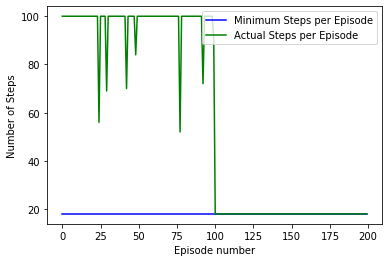 Minimum Steps per Episode
Actual Steps per Episode
Number of Steps
100
80
60
40
20
0 25 50 75 100 125 150 175 200
Episode number